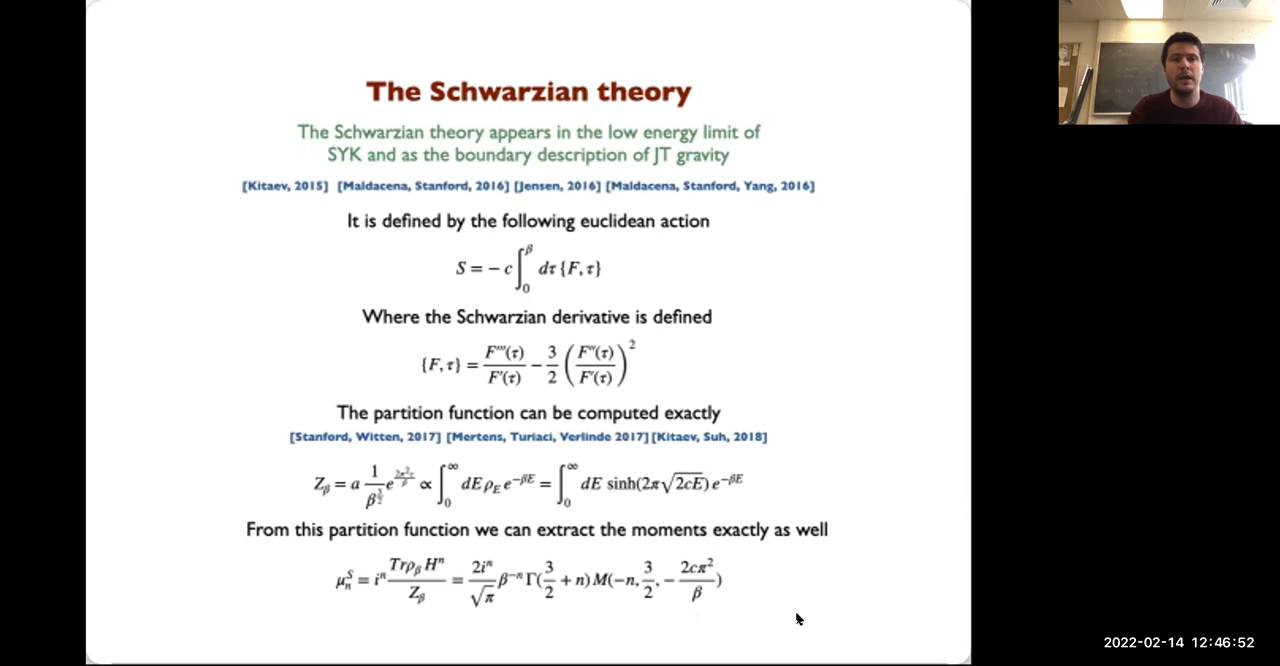 The Schwarzian theory
The Schwarzian theory appears in the low energy limit of
SYK and as the boundary description of JT gravity
[Kitaev, 2015] [Maldacena, Stanford, 2016] [Jensen, 2016] [Maldacena, Stanford, Yang, 2016]
It is defined by the following euclidean action
S = − c ∫₀^β dτ {F, τ}
Where the Schwarzian derivative is defined
{F, τ} = F'''(τ)/F'(τ) − 3/2 (F''(τ)/F'(τ))²
The partition function can be computed exactly
[Stanford, Witten, 2017] [Mertens, Turiaci, Verlinde 2017] [Kitaev, Suh, 2018]
Z_β = a 1/β^{3/2} e^{2π²c/β} ∝ ∫₀^∞ dE ρ_E e^{−βE} = ∫₀^∞ dE sinh(2π√(2cE)) e^{−βE}
From this partition function we can extract the moments exactly as well
μ_n^S = i^n Trρ_β H^n / Z_β = 2i^n/√π β^{−n} Γ(3/2 + n) M(−n, 3/2, − 2cπ²/β)
2022-02-14 12:46:52